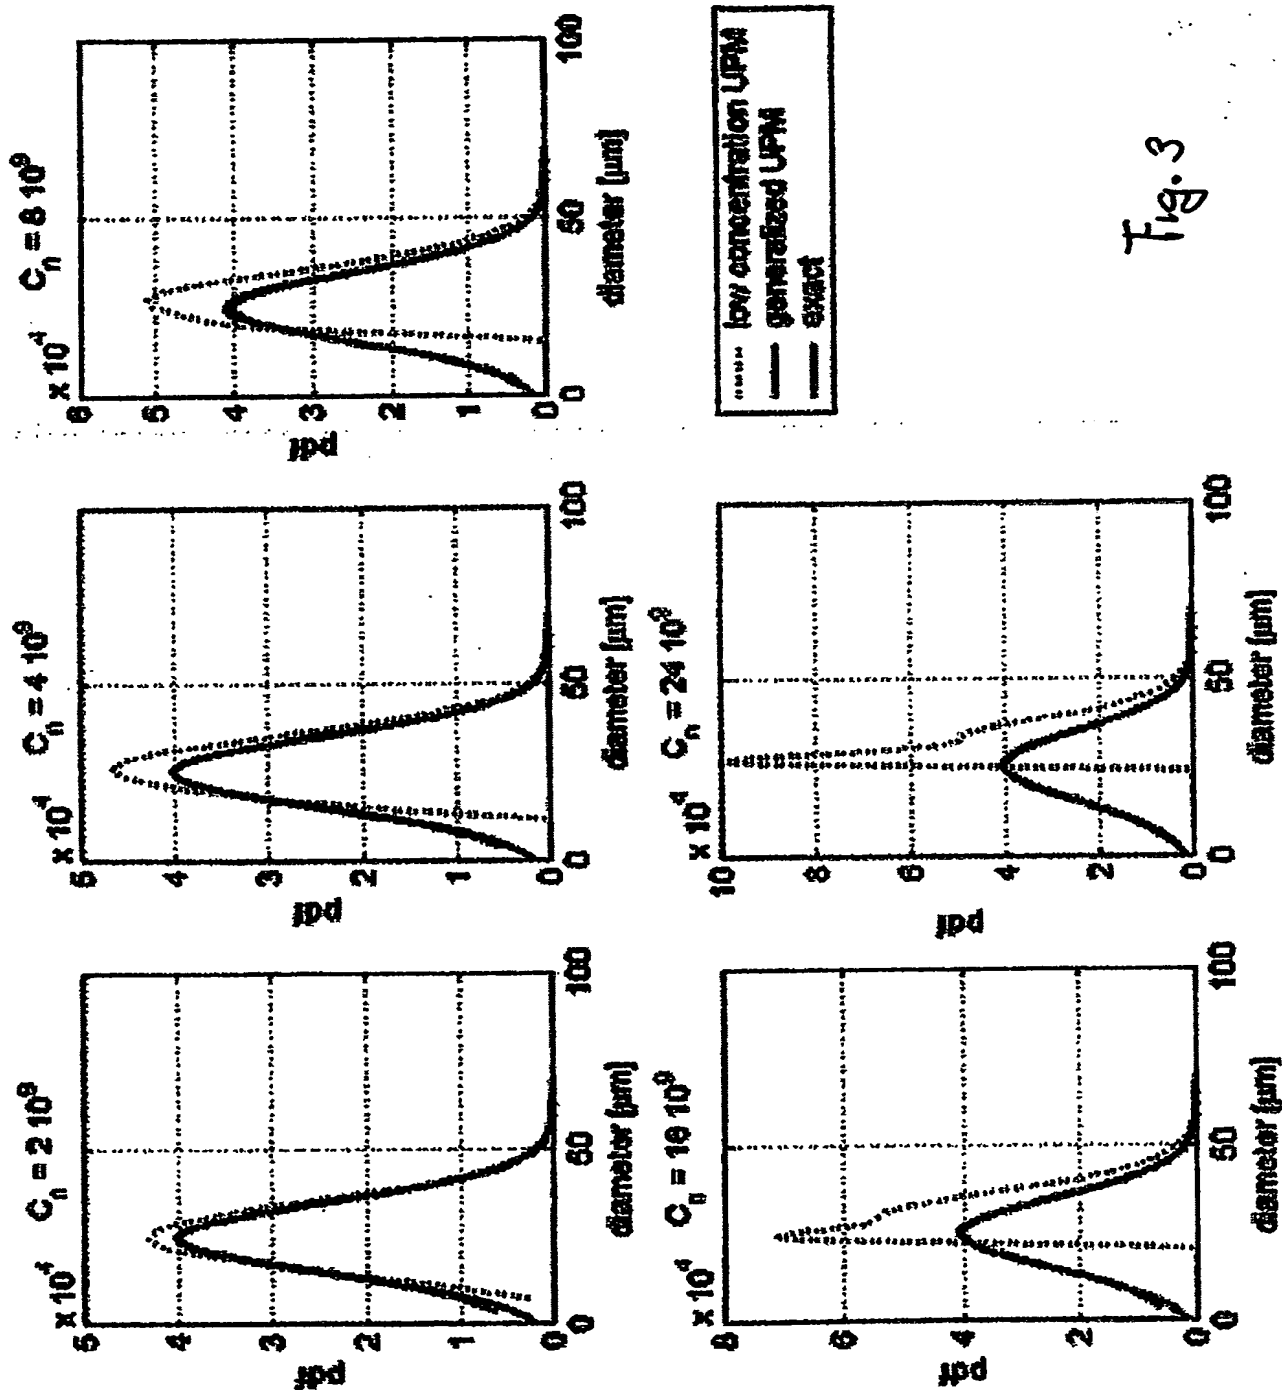 C_n = 2 10^9
x 10^4
5
4
3
2
1
0
pdf
0
50
100
diameter [μm]
C_n = 4 10^9
x 10^4
5
4
3
2
1
0
pdf
0
50
100
diameter [μm]
C_n = 8 10^9
x 10^4
6
5
4
3
2
1
0
pdf
0
50
100
diameter [μm]
C_n = 16 10^9
x 10^4
8
6
4
2
0
pdf
0
50
100
diameter [μm]
C_n = 24 10^9
x 10^4
10
8
6
4
2
0
pdf
0
50
100
diameter [μm]
low concentration UPM
generalized UPM
exact
Fig. 3